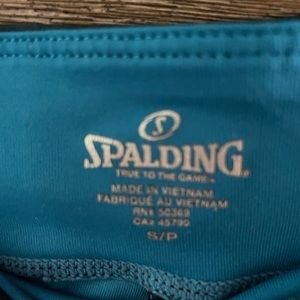 S
SPALDING
TRUE TO THE GAME
MADE IN VIETNAM
FABRIQUÉ AU VIETNAM
RN# 50369
CA# 45799
S/P